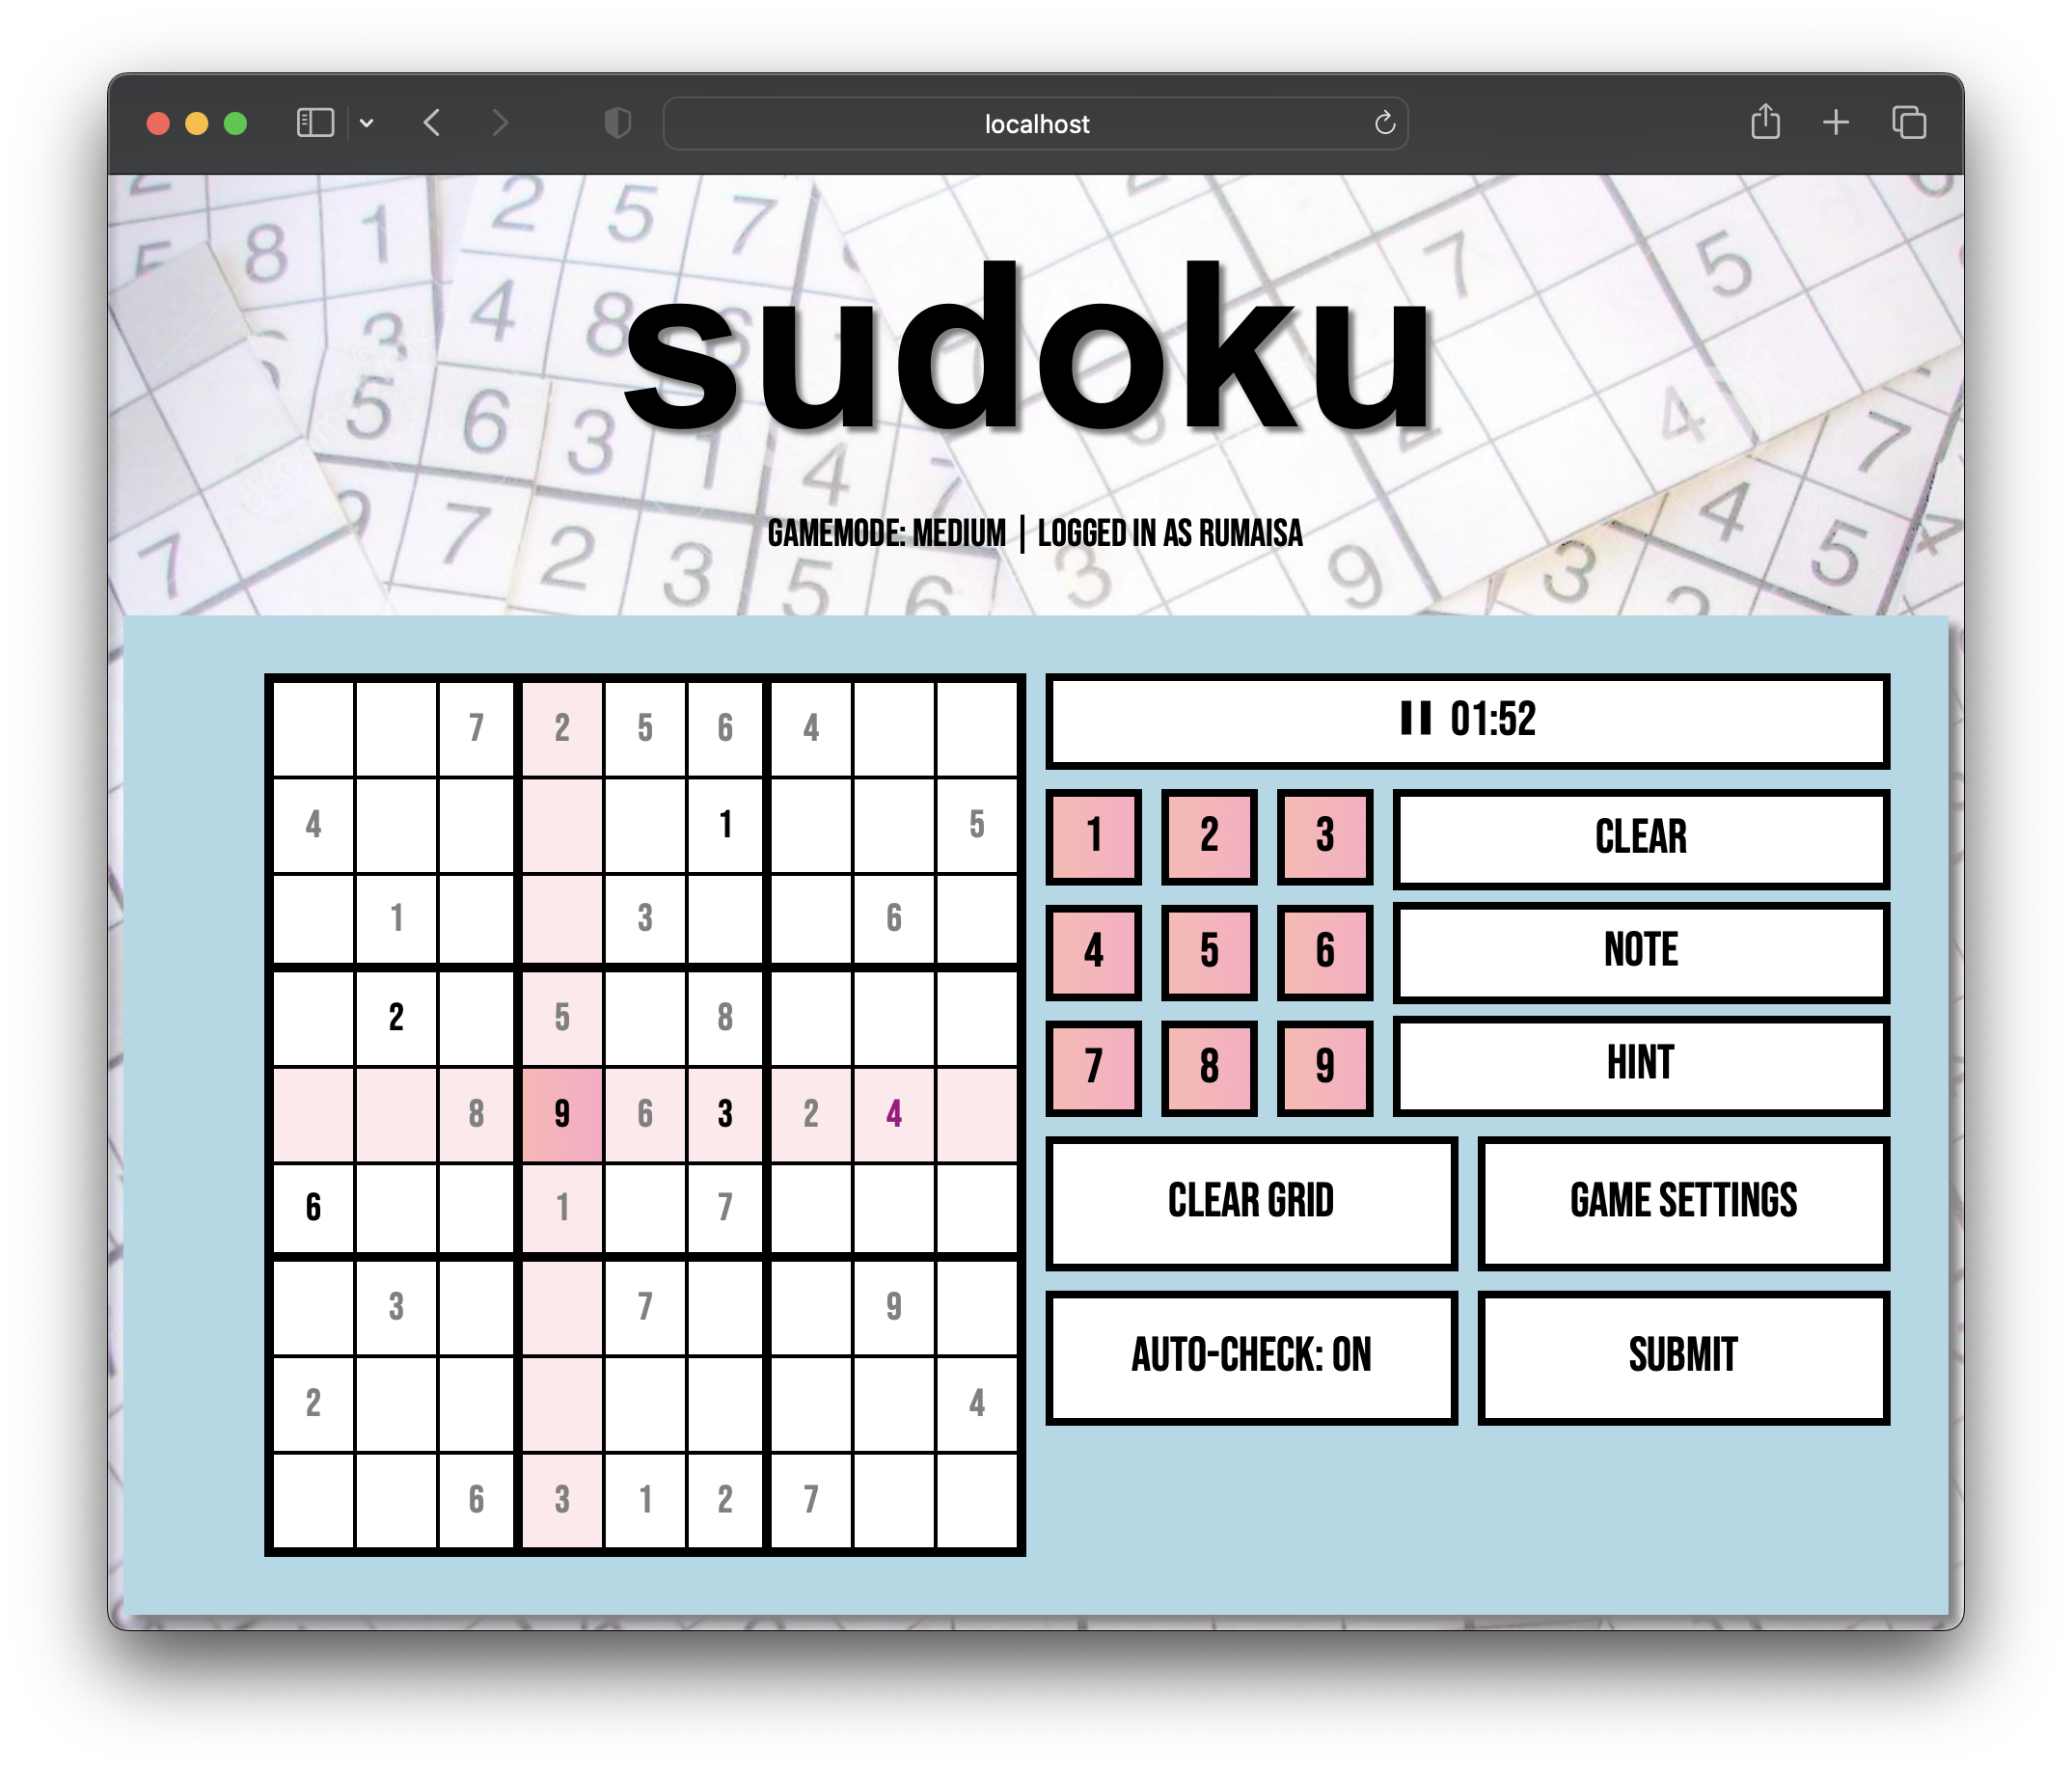 localhost
sudoku
GAMEMODE: MEDIUM | LOGGED IN AS RUMAISA
7 2 5 6 4
4 1 5
1 3 6
2 5 8
8 9 6 3 2 4
6 1 7
3 7 9
2 4
6 3 1 2 7
01:52
1 2 3 CLEAR
4 5 6 NOTE
7 8 9 HINT
CLEAR GRID GAME SETTINGS
AUTO-CHECK: ON SUBMIT